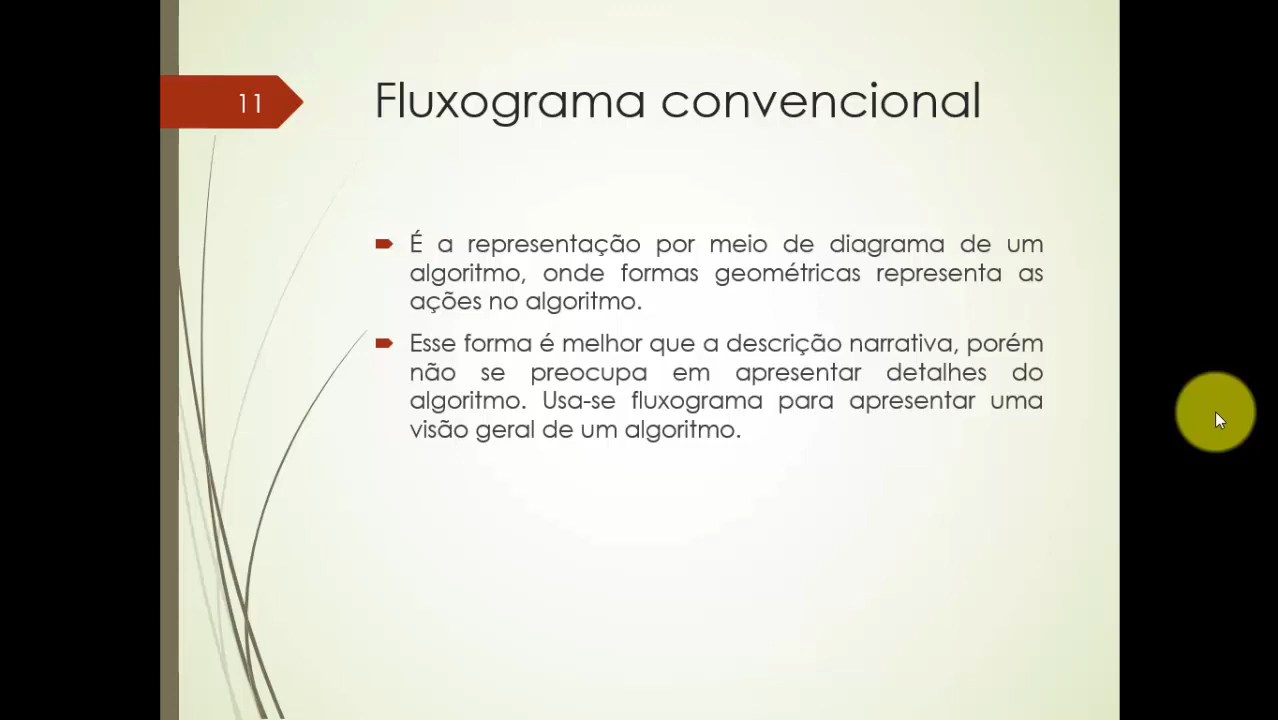 11
Fluxograma convencional
É a representação por meio de diagrama de um
algoritmo, onde formas geométricas representa as
ações no algoritmo.
Esse forma é melhor que a descrição narrativa, porém
não se preocupa em apresentar detalhes do
algoritmo. Usa-se fluxograma para apresentar uma
visão geral de um algoritmo.